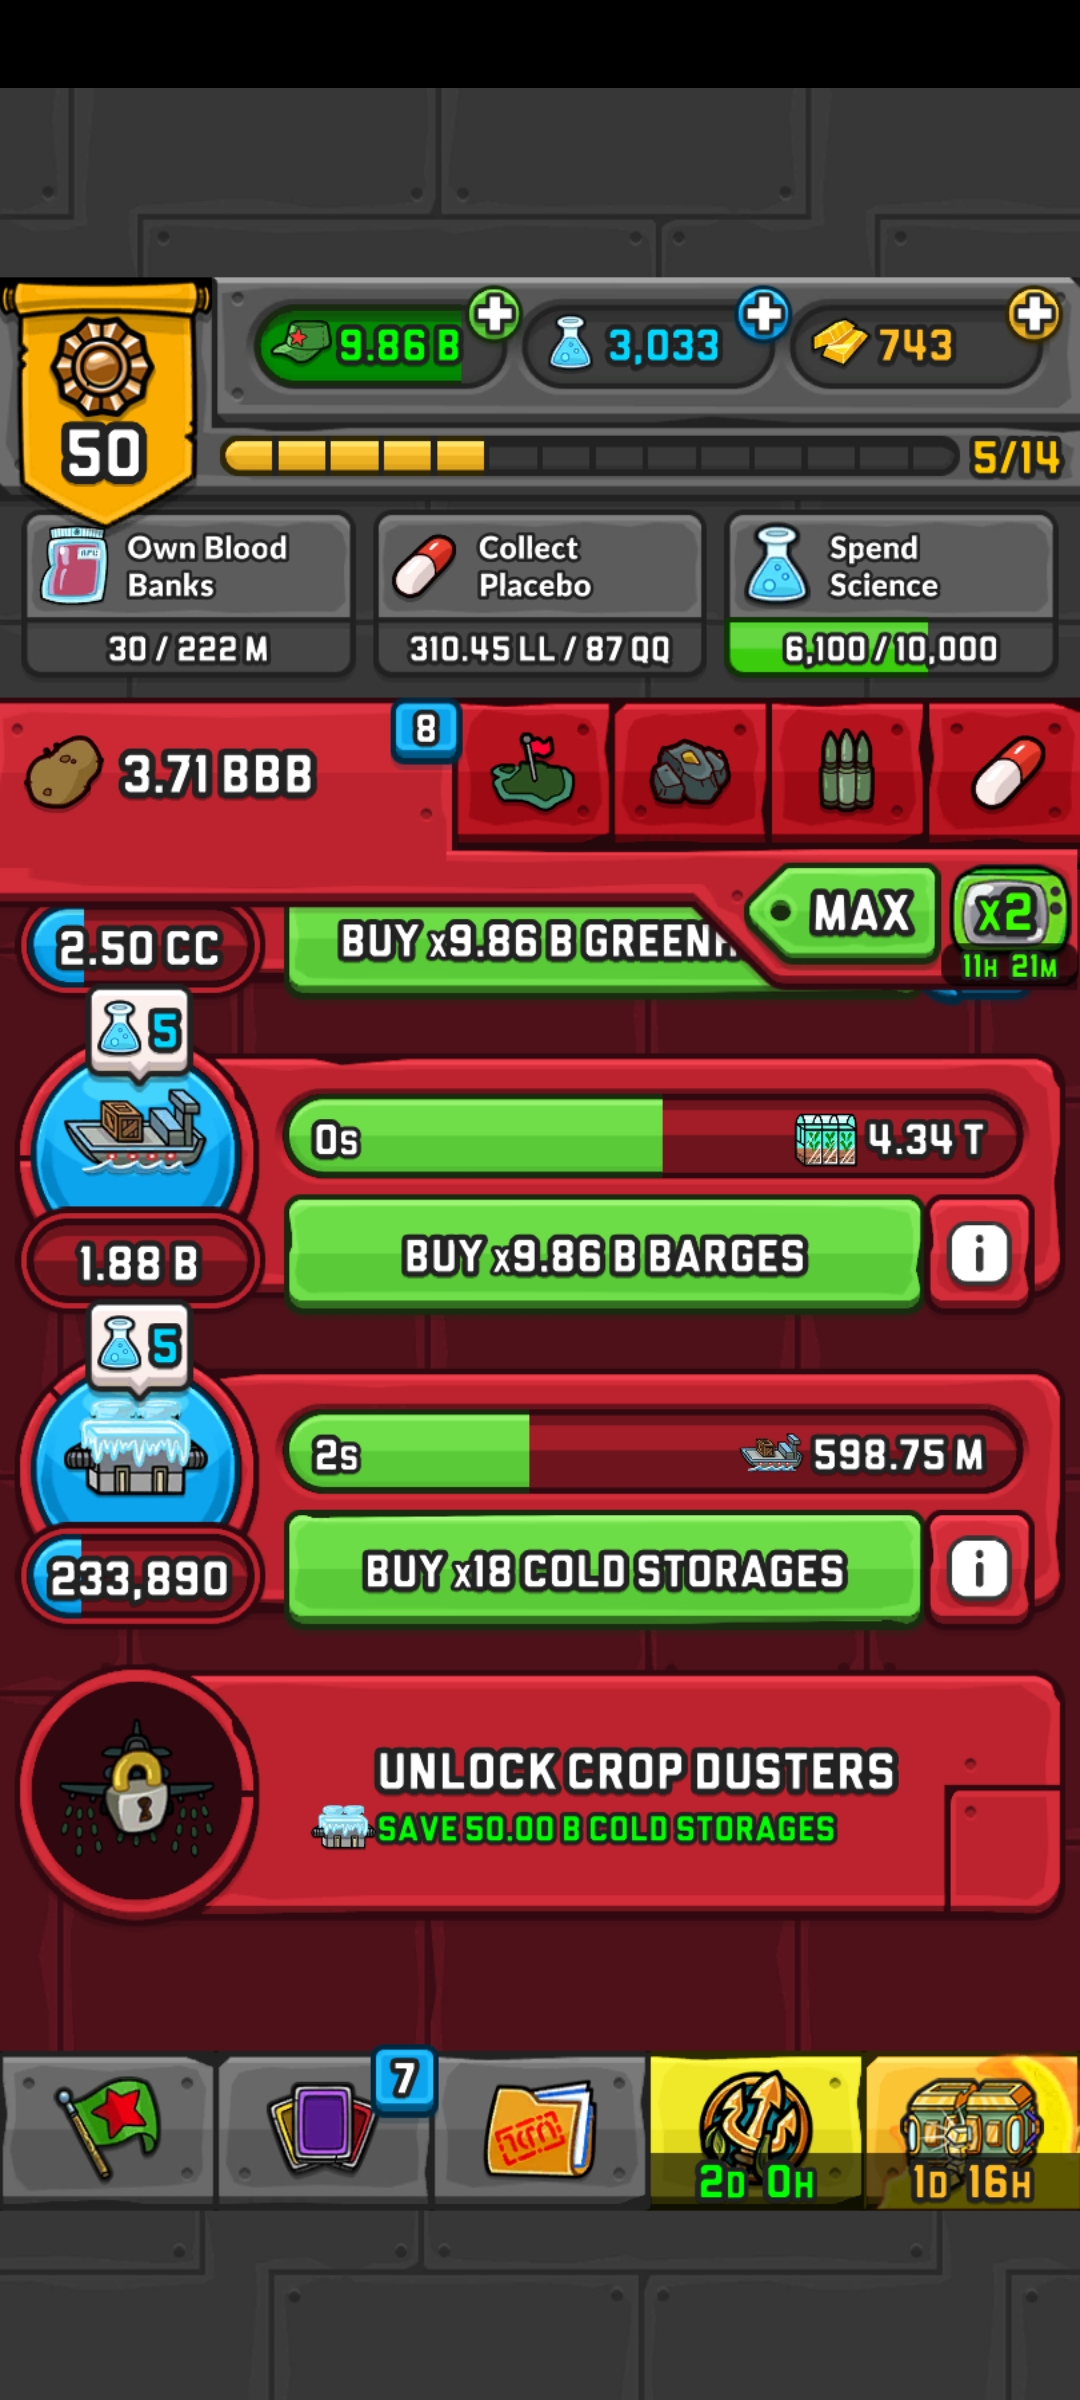 50
9.86 B
3,033
743
5/14
Own Blood
Banks
30 / 222 M
Collect
Placebo
310.45 LL / 87 QQ
Spend
Science
6,100 / 10,000
3.71 BBB
8
MAX
x2
11H 21M
2.50 CC
BUY x9.86 B GREENH
5
0s
4.34 T
1.88 B
BUY x9.86 B BARGES
i
5
2s
598.75 M
233,890
BUY x18 COLD STORAGES
i
UNLOCK CROP DUSTERS
SAVE 50.00 B COLD STORAGES
7
2D 0H
1D 16H